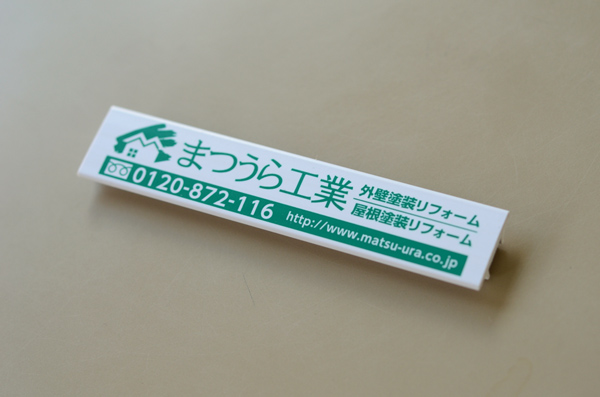 まつうら工業
外壁塗装リフォーム
屋根塗装リフォーム
0120-872-116 http://www.matsu-ura.co.jp